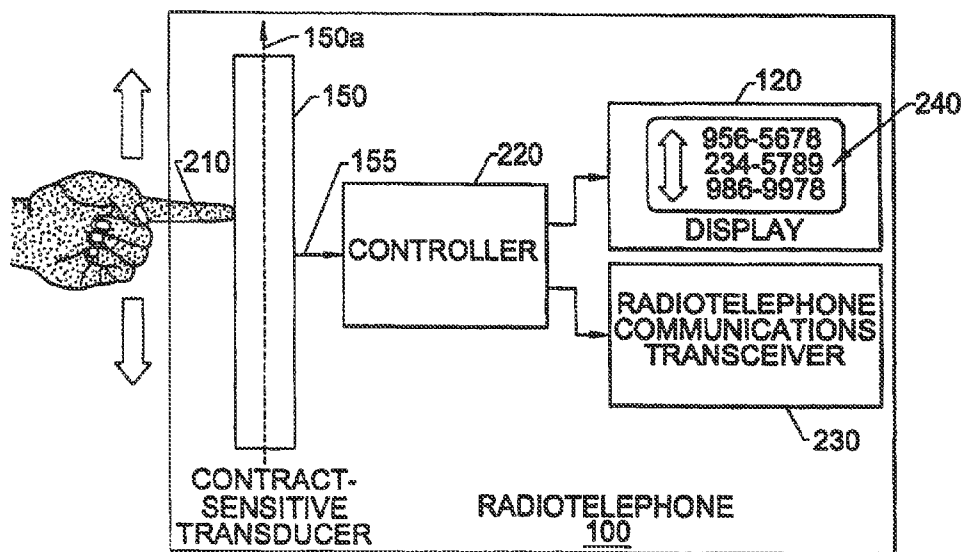 150a
150
120
240
210
220
956-5678
234-5789
986-9978
DISPLAY
155
CONTROLLER
RADIOTELEPHONE
COMMUNICATIONS
TRANSCEIVER
230
CONTRACT-
SENSITIVE
TRANSDUCER
RADIOTELEPHONE
100